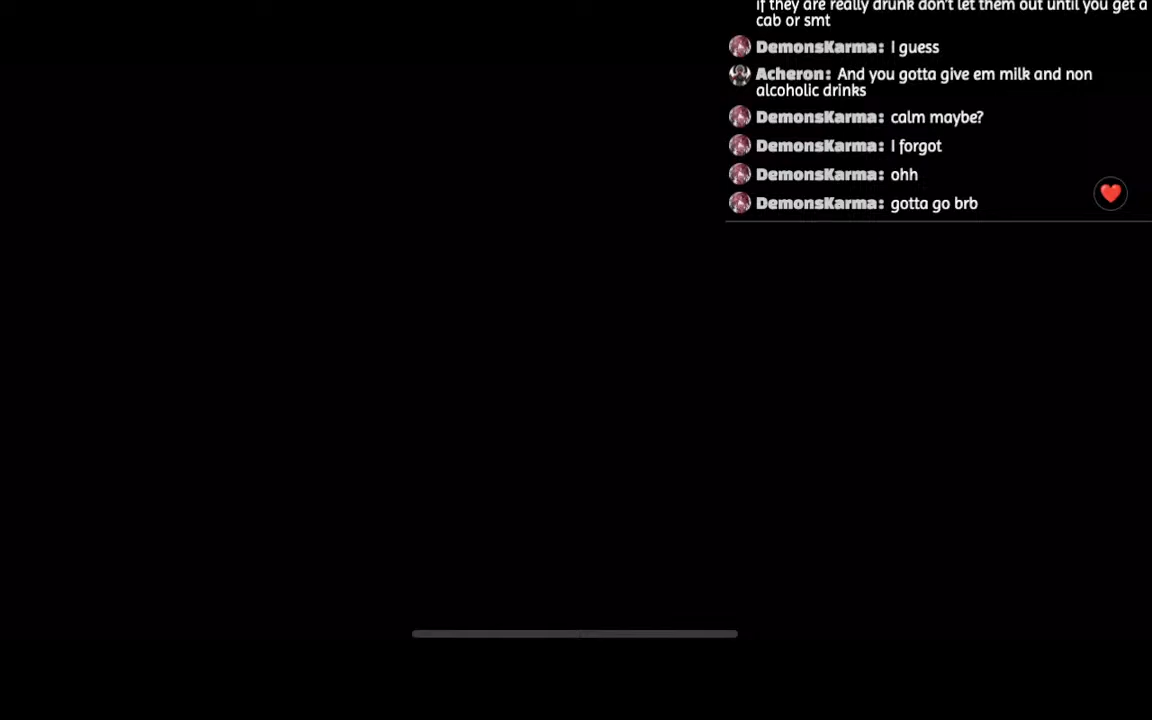 if they are really drunk don't let them out until you get a
cab or smt
DemonsKarma: I guess
Acheron: And you gotta give em milk and non
alcoholic drinks
DemonsKarma: calm maybe?
DemonsKarma: I forgot
DemonsKarma: ohh
DemonsKarma: gotta go brb